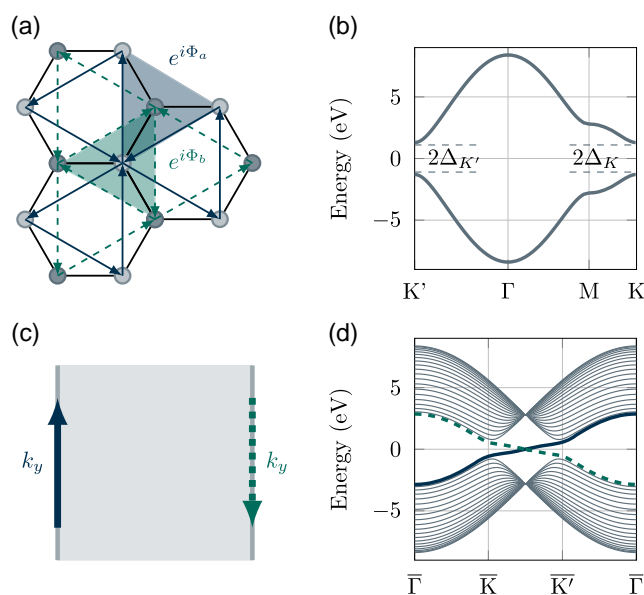 (a)
e^{iΦ_a}
e^{iΦ_b}
(b)
Energy (eV)
5
0
−5
2Δ_{K'}
2Δ_K
K'
Γ
M
K
(c)
k_y
k_y
(d)
Energy (eV)
5
0
−5
Γ̅
K̅
K̅'̅
Γ̅